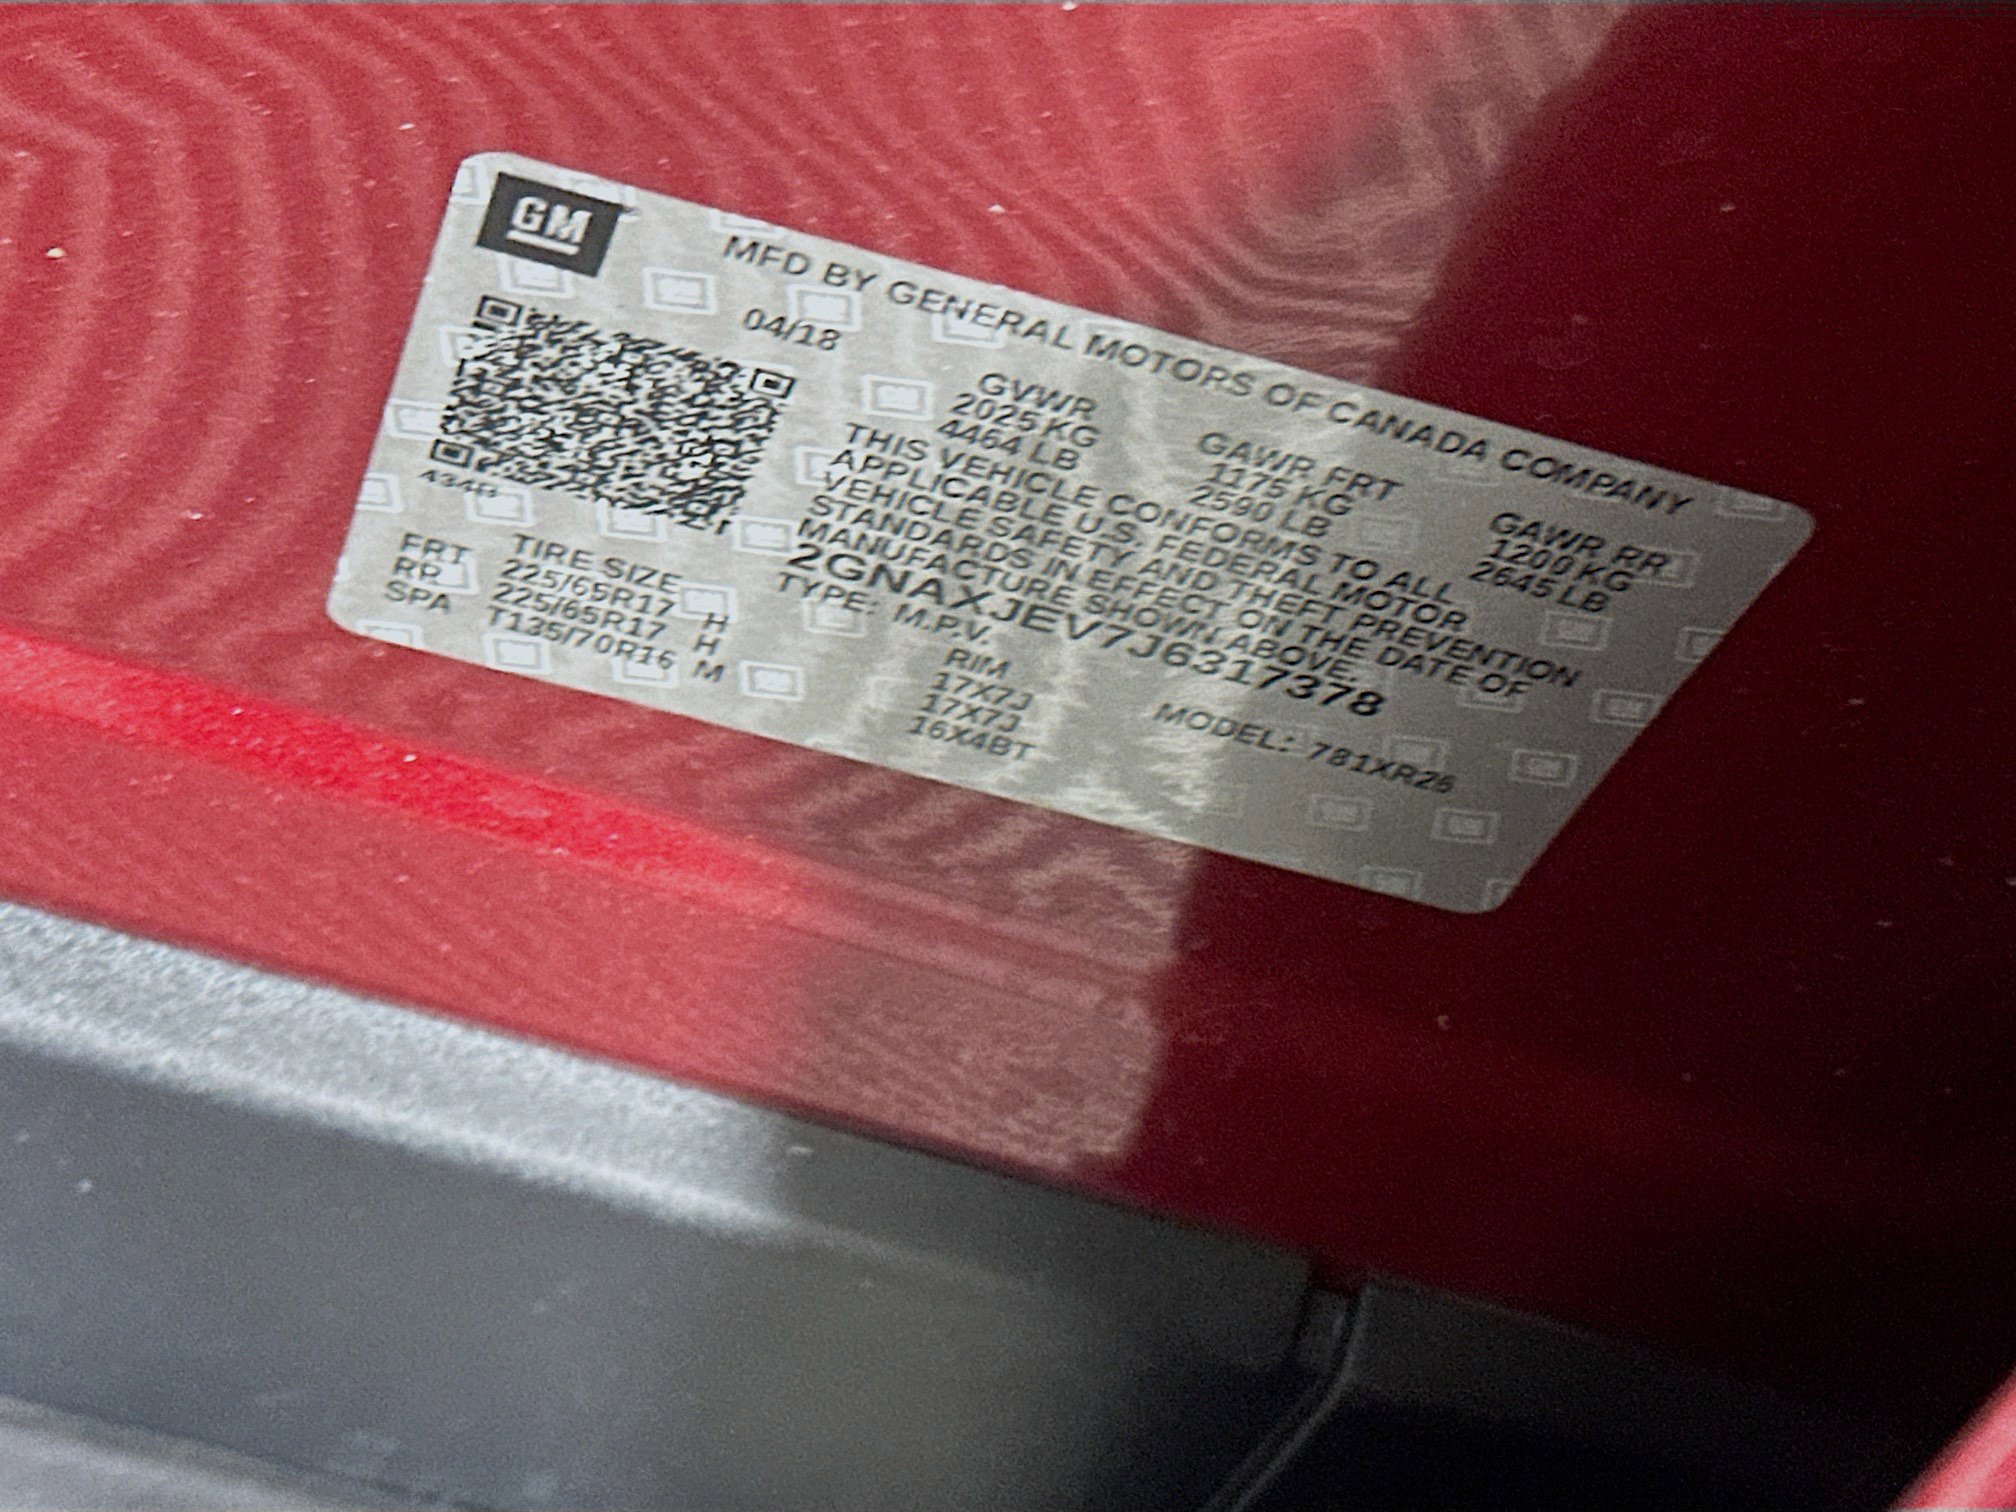 GM
MFD BY GENERAL MOTORS OF CANADA COMPANY
04/18
GVWR GAWR FRT GAWR RR
2025 KG 1175 KG 1200 KG
4464 LB 2590 LB 2645 LB
THIS VEHICLE CONFORMS TO ALL
APPLICABLE U.S. FEDERAL MOTOR
VEHICLE SAFETY AND THEFT PREVENTION
STANDARDS IN EFFECT ON THE DATE OF
MANUFACTURE SHOWN ABOVE.
2GNAXJEV7J6317378
TYPE: M.P.V. MODEL: 781XR26
TIRE SIZE RIM
FRT 225/65R17 H 17X7J
RR 225/65R17 H 17X7J
SPA T135/70R16 M 16X4BT